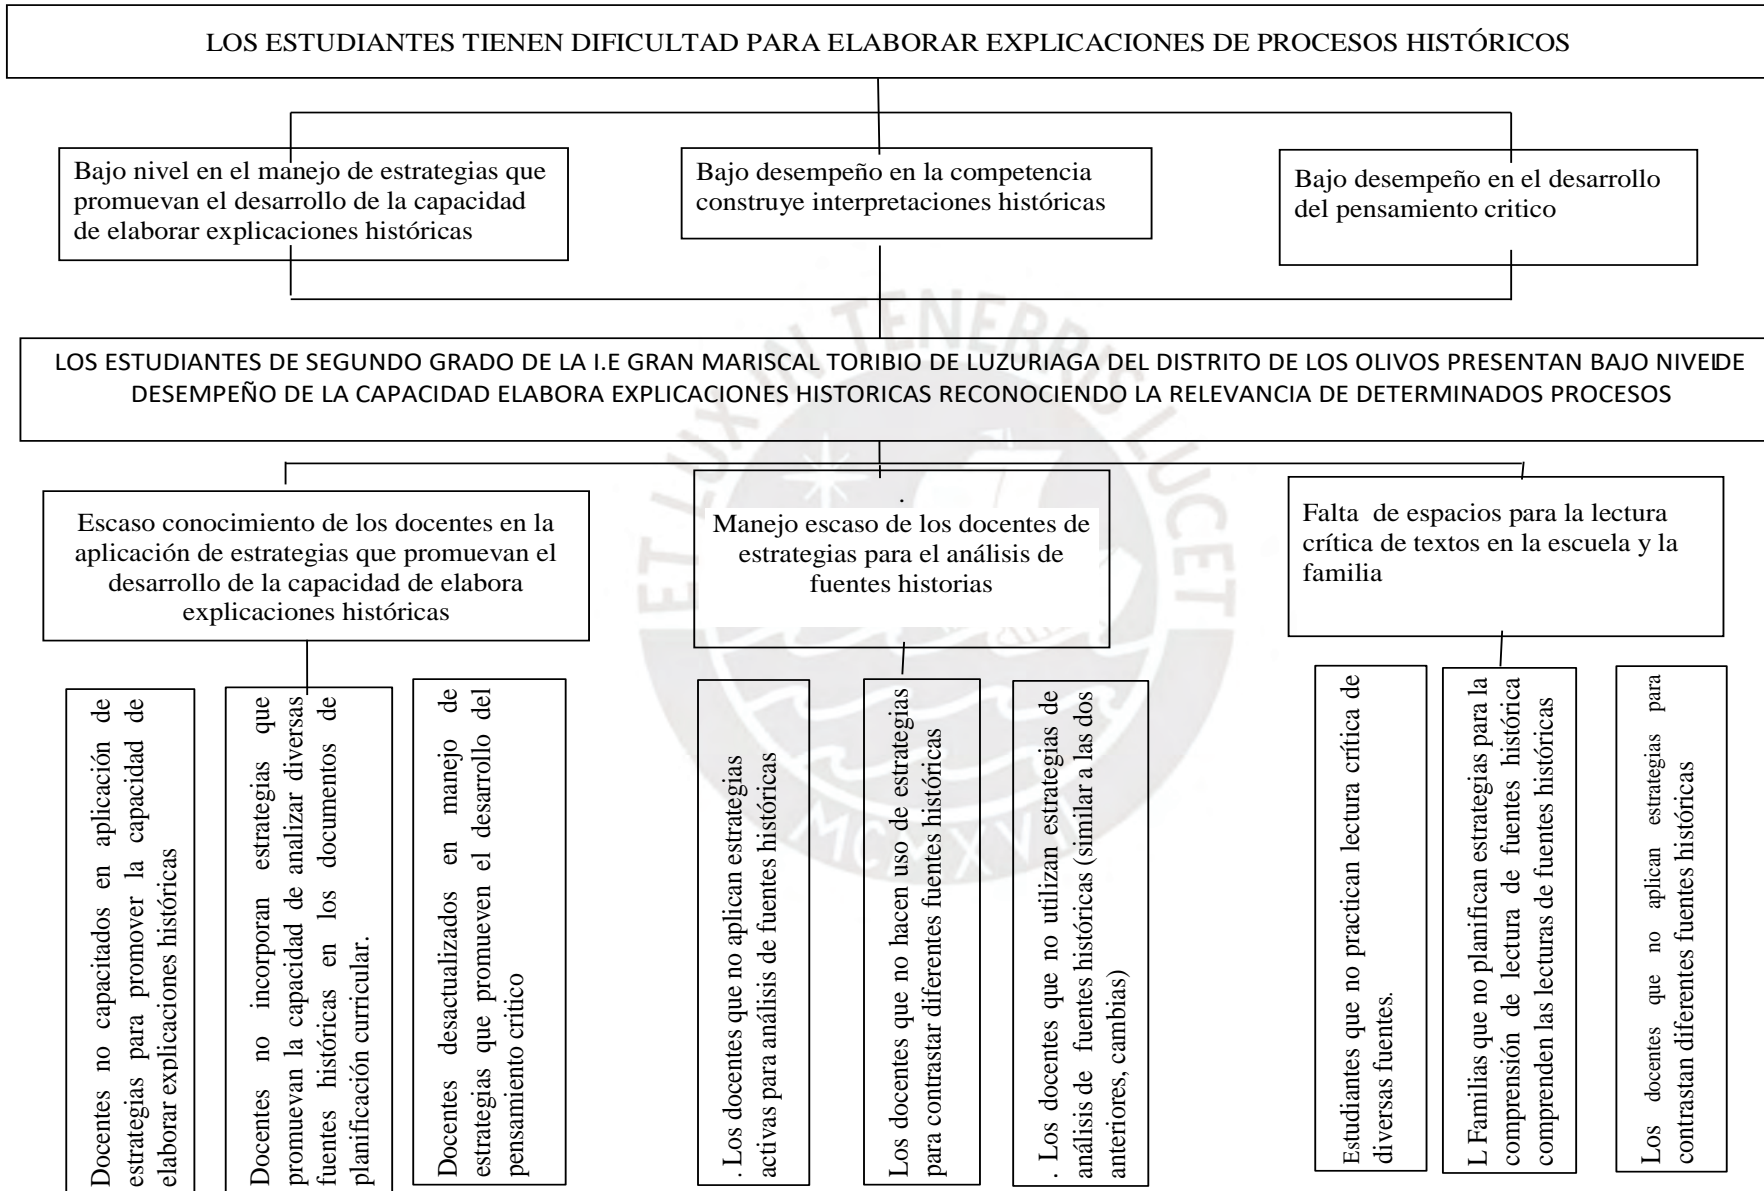 LOS ESTUDIANTES TIENEN DIFICULTAD PARA ELABORAR EXPLICACIONES DE PROCESOS HISTÓRICOS
Bajo nivel en el manejo de estrategias que
promuevan el desarrollo de la capacidad
de elaborar explicaciones históricas
Bajo desempeño en la competencia
construye interpretaciones históricas
Bajo desempeño en el desarrollo
del pensamiento critico
LOS ESTUDIANTES DE SEGUNDO GRADO DE LA I.E GRAN MARISCAL TORIBIO DE LUZURIAGA DEL DISTRITO DE LOS OLIVOS PRESENTAN BAJO NIVELDE
DESEMPEÑO DE LA CAPACIDAD ELABORA EXPLICACIONES HISTORICAS RECONOCIENDO LA RELEVANCIA DE DETERMINADOS PROCESOS
Escaso conocimiento de los docentes en la
aplicación de estrategias que promuevan el
desarrollo de la capacidad de elabora
explicaciones históricas
.
Manejo escaso de los docentes de
estrategias para el análisis de
fuentes historias
Falta de espacios para la lectura
crítica de textos en la escuela y la
familia
Docentes no capacitados en aplicación de
estrategias para promover la capacidad de
elaborar explicaciones históricas
Docentes no incorporan estrategias que
promuevan la capacidad de analizar diversas
fuentes históricas en los documentos de
planificación curricular.
Docentes desactualizados en manejo de
estrategias que promueven el desarrollo del
pensamiento critico
. Los docentes que no aplican estrategias
activas para análisis de fuentes históricas
Los docentes que no hacen uso de estrategias
para contrastar diferentes fuentes históricas
. Los docentes que no utilizan estrategias de
análisis de fuentes históricas (similar a las dos
anteriores, cambias)
Estudiantes que no practican lectura crítica de
diversas fuentes.
L Familias que no planifican estrategias para la
comprensión de lectura de fuentes histórica
comprenden las lecturas de fuentes históricas
Los docentes que no aplican estrategias para
contrastan diferentes fuentes históricas
ET LUX IN TENEBRIS LUCET
MCMXVII